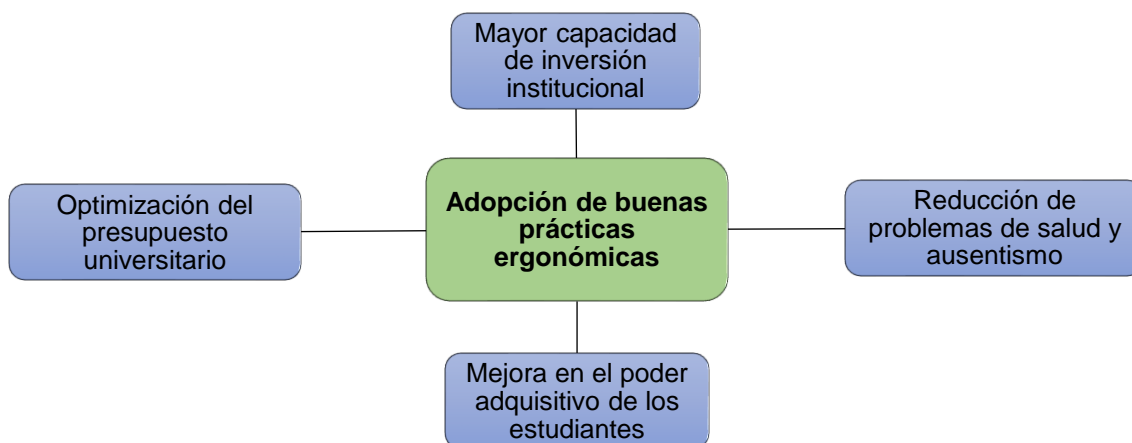 Mayor capacidad
de inversión
institucional
Optimización del
presupuesto
universitario
Adopción de buenas
prácticas
ergonómicas
Reducción de
problemas de salud y
ausentismo
Mejora en el poder
adquisitivo de los
estudiantes